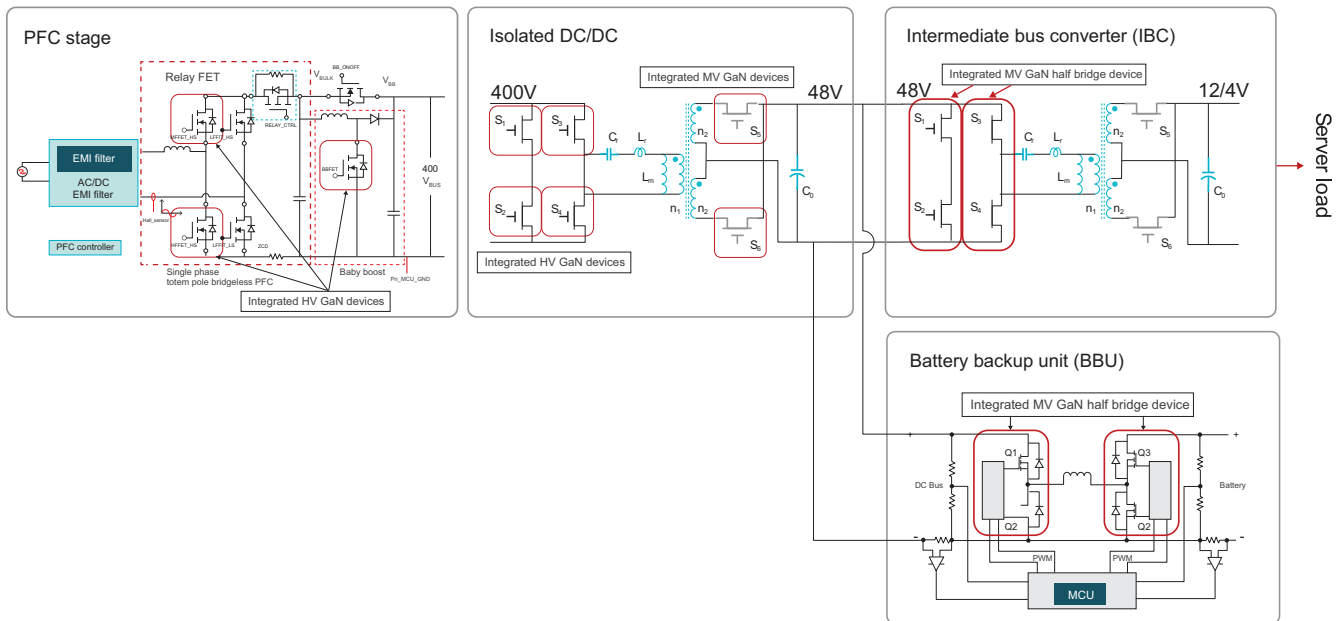 PFC stage
Relay FET
V BULK
BB_ONOFF
V BB
RELAY_CTRL
HFFET_HS
LFFET_HS
BBFET
EMI filter
AC/DC
EMI filter
400
V BUS
Hall_sensor
HFFET_HS
LFFET_LS
ZCD
PFC controller
Single phase
totem pole bridgeless PFC
Baby boost
Pri_MCU_GND
Integrated HV GaN devices
Isolated DC/DC
Integrated MV GaN devices
400V
48V
S1
S3
Cr
Lr
n2
S5
Lm
C0
S2
S4
n1
n2
S6
Integrated HV GaN devices
Intermediate bus converter (IBC)
Integrated MV GaN half bridge device
48V
12/4V
S1
S3
Cr
Lr
n2
S5
Lm
C0
S2
S4
n1
n2
S6
Server load
Battery backup unit (BBU)
Integrated MV GaN half bridge device
+
Q1
Q3
+
DC Bus
Battery
Q2
Q2
-
-
PWM
PWM
MCU